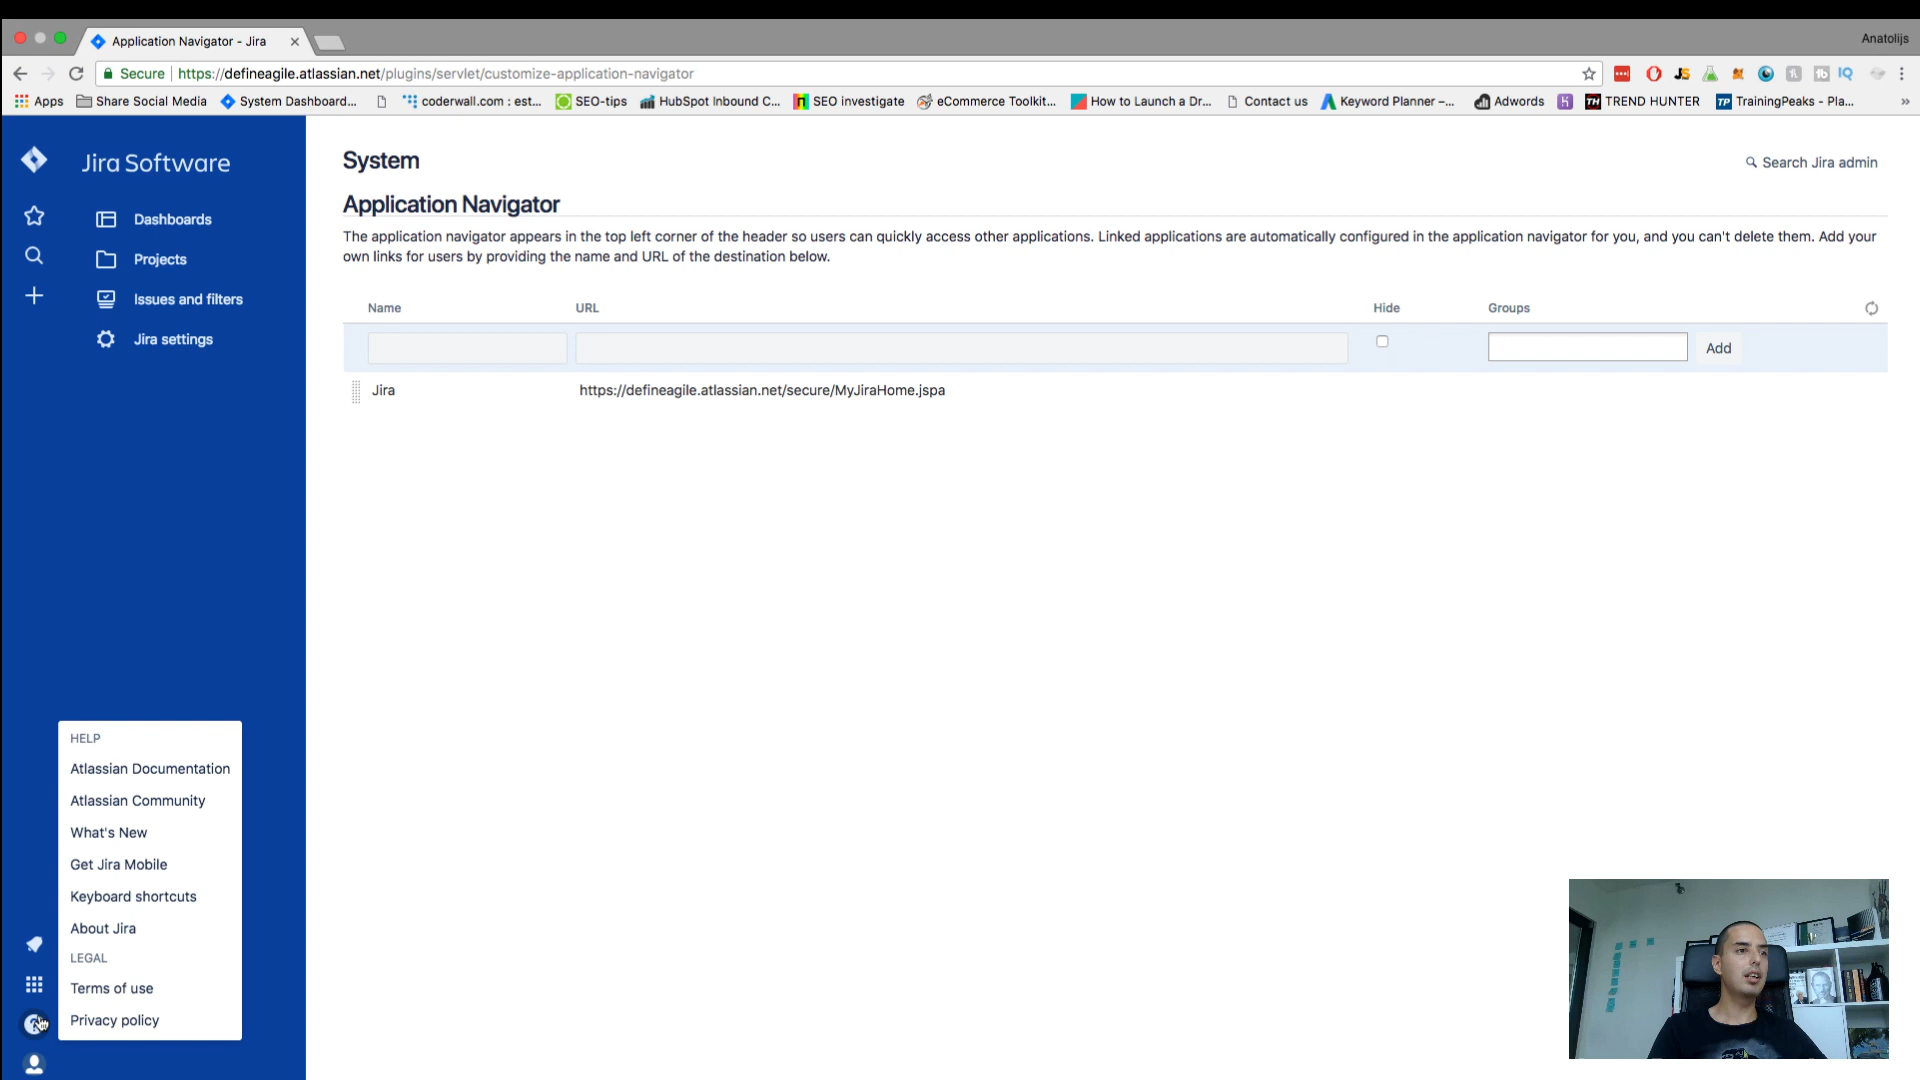 Application Navigator - Jira
Anatolijs
Secure https://defineagile.atlassian.net/plugins/servlet/customize-application-navigator
IQ
Apps Share Social Media System Dashboard... coderwall.com : est... SEO-tips HubSpot Inbound C... SEO investigate eCommerce Toolkit... How to Launch a Dr... Contact us Keyword Planner –... Adwords TH TREND HUNTER TP TrainingPeaks - Pla... »
Jira Software
Dashboards
Projects
Issues and filters
Jira settings
System
Search Jira admin
Application Navigator
The application navigator appears in the top left corner of the header so users can quickly access other applications. Linked applications are automatically configured in the application navigator for you, and you can't delete them. Add your
own links for users by providing the name and URL of the destination below.
Name URL Hide Groups
Add
Jira https://defineagile.atlassian.net/secure/MyJiraHome.jspa
HELP
Atlassian Documentation
Atlassian Community
What's New
Get Jira Mobile
Keyboard shortcuts
About Jira
LEGAL
Terms of use
Privacy policy